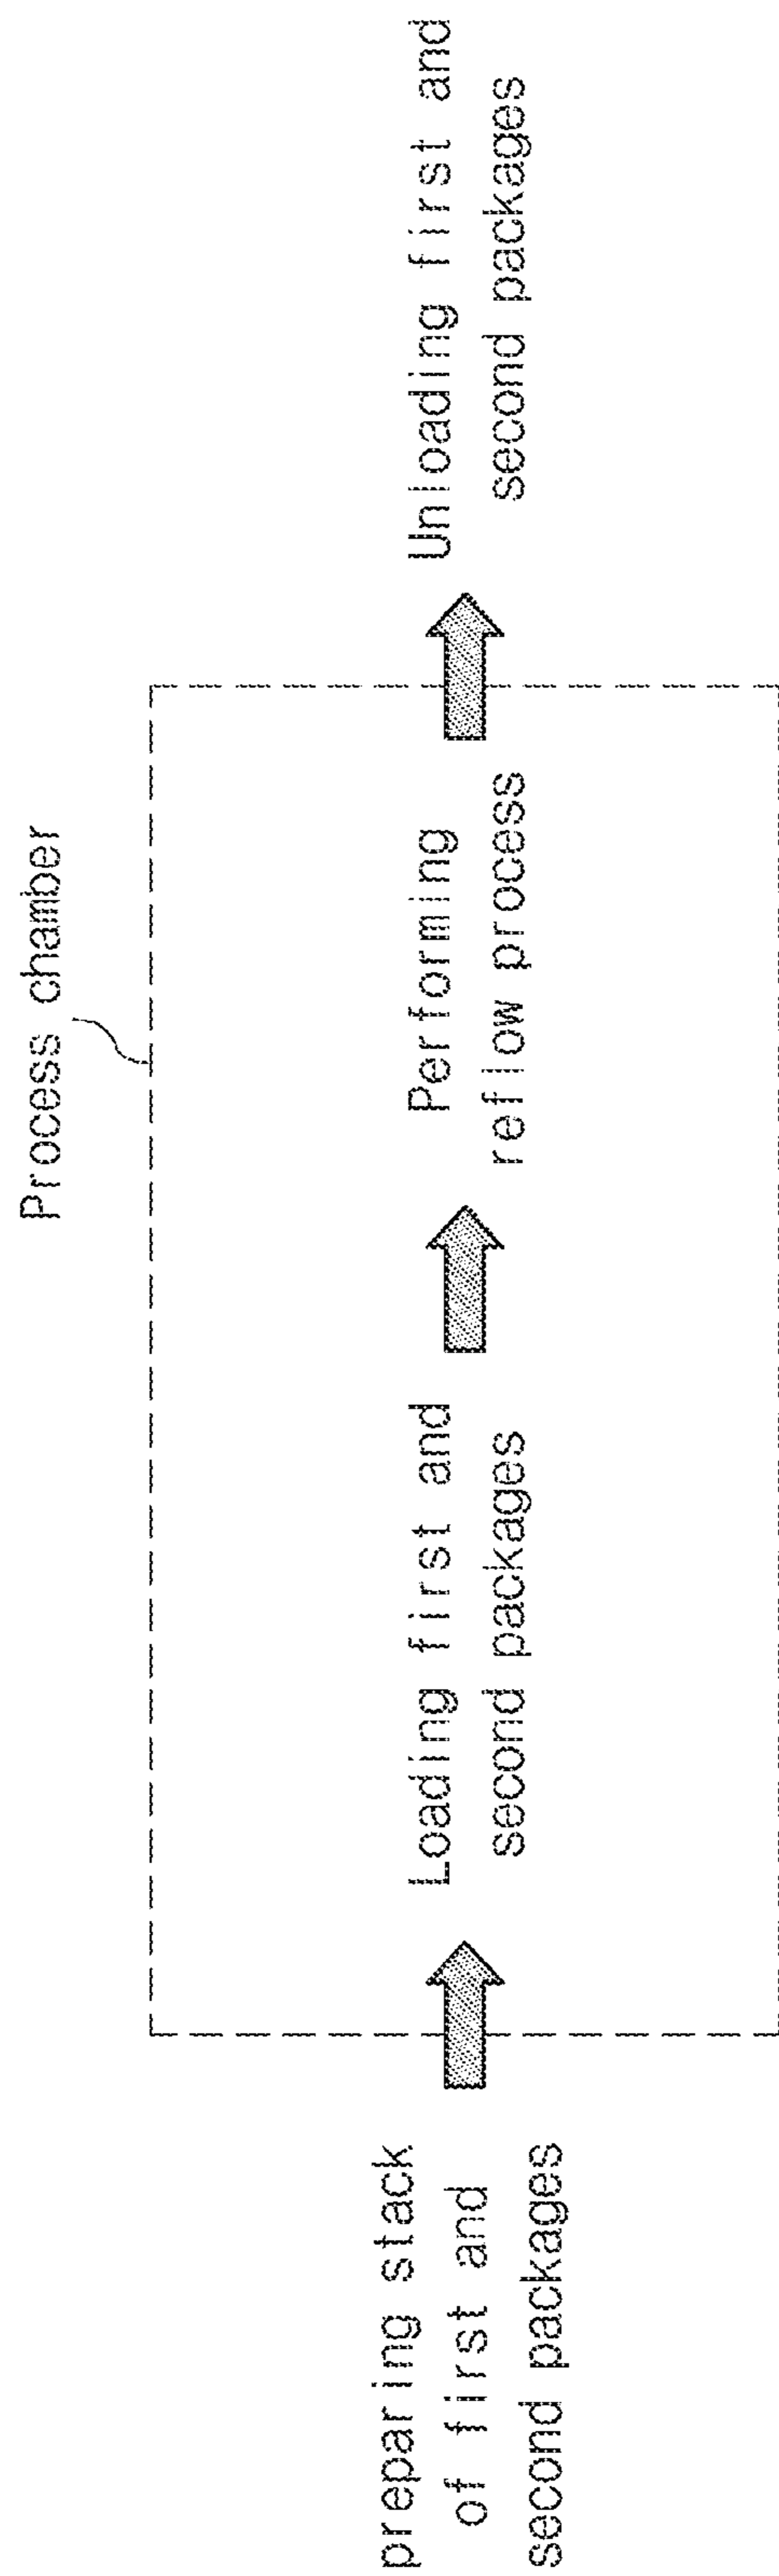 Process chamber
preparing stack
of first and
second packages
Loading first and
second packages
Performing
reflow process
Unloading first and
second packages